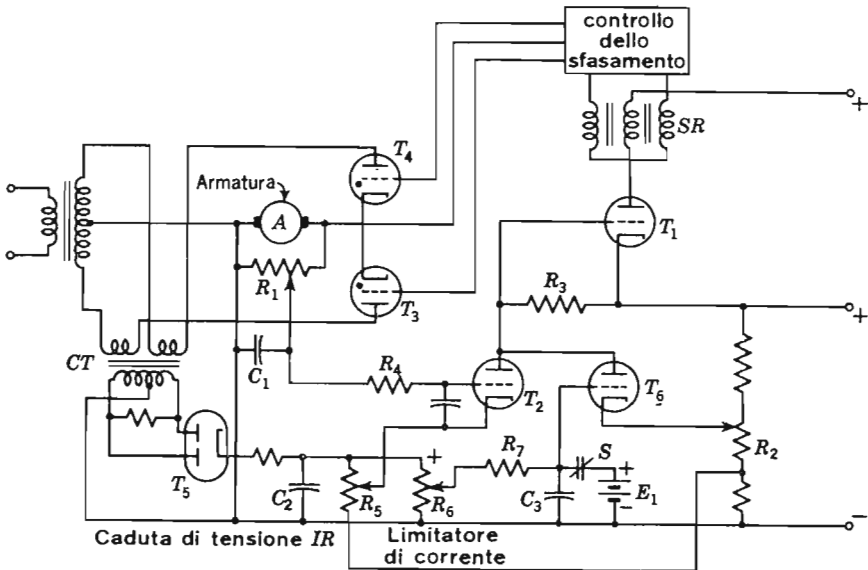 controllo
dello
sfasamento
+
SR
T₄
Armatura
A
T₁
R₁
T₃
R₃
+
CT
C₁
R₄
T₂
T₆
R₂
T₅
C₂
R₅
+
R₆
R₇
S
+
C₃
E₁
−
−
Caduta di tensione IR
Limitatore
di corrente